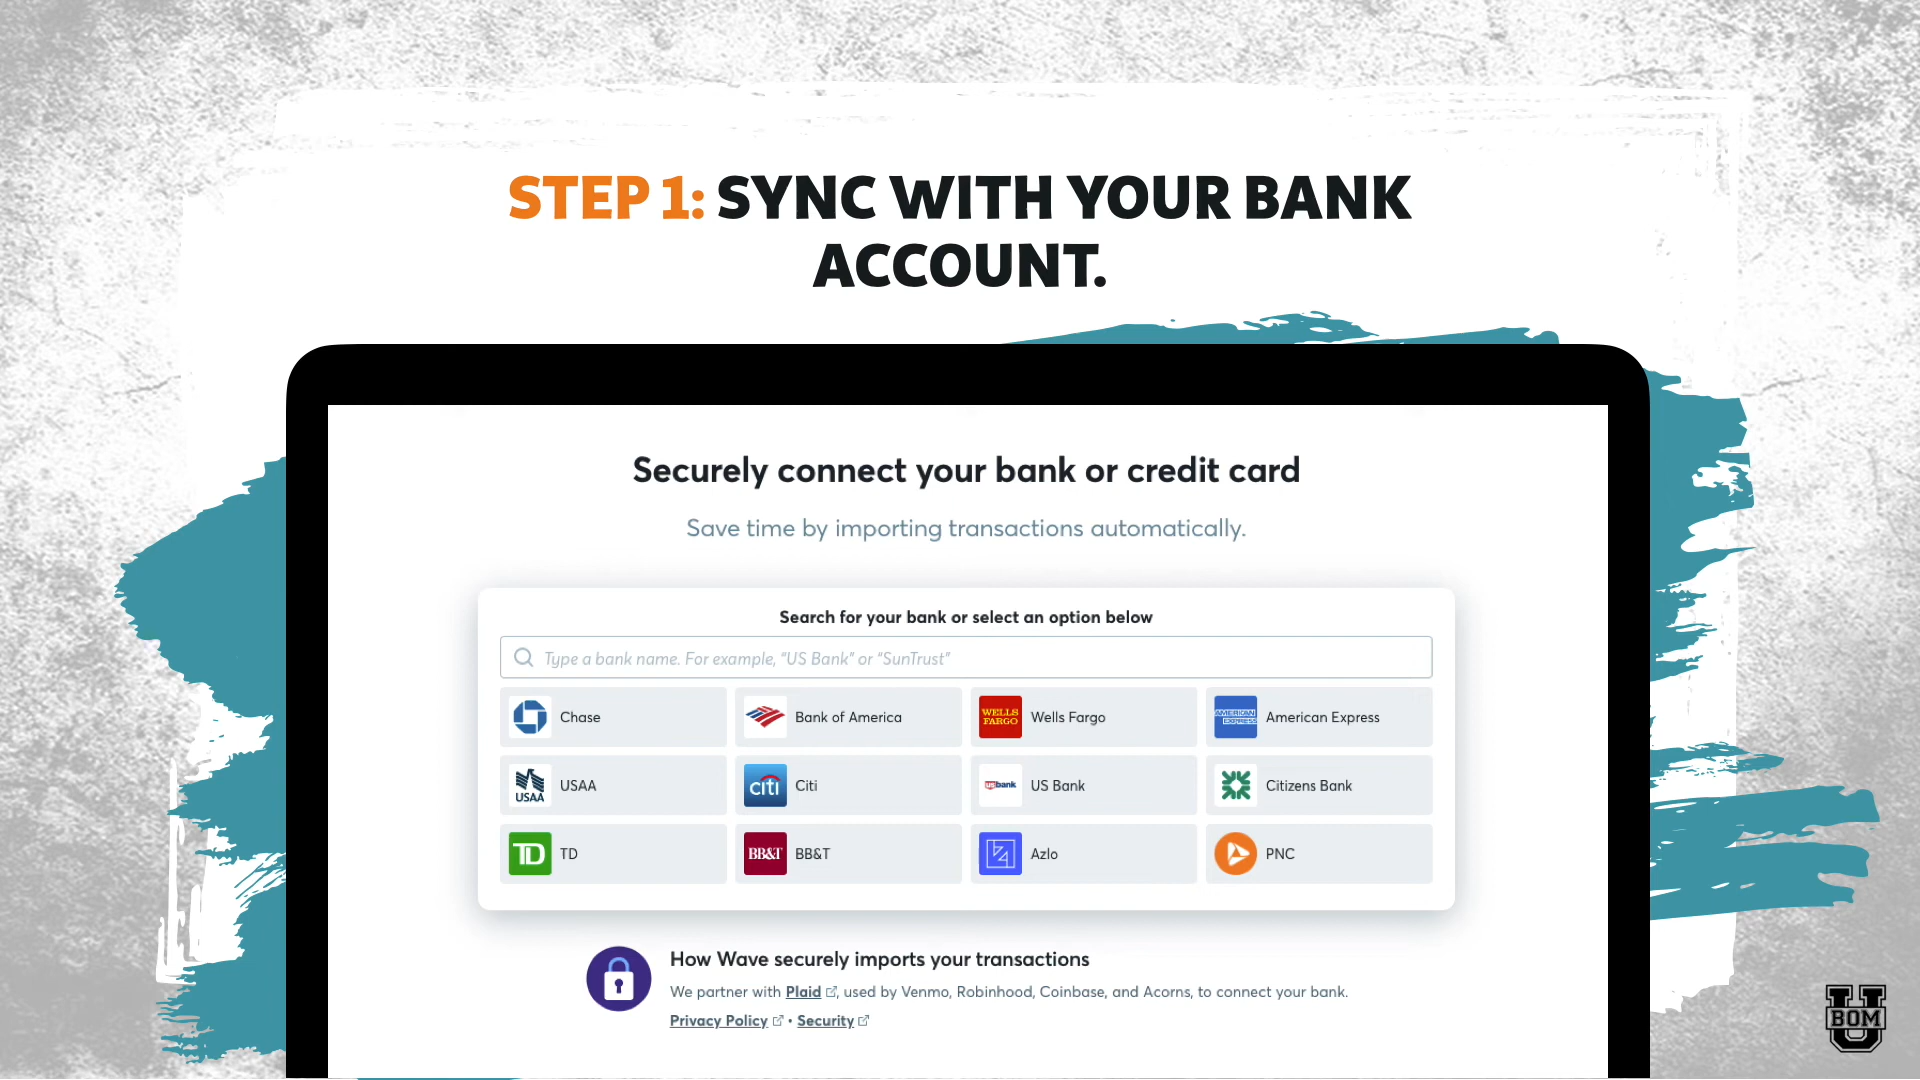 STEP 1: SYNC WITH YOUR BANK
ACCOUNT.
Securely connect your bank or credit card
Save time by importing transactions automatically.
Search for your bank or select an option below
Type a bank name. For example, "US Bank" or "SunTrust"
Chase
Bank of America
WELLS FARGO Wells Fargo
AMERICAN EXPRESS American Express
USAA USAA
citi Citi
usbank US Bank
Citizens Bank
TD TD
BB&T BB&T
Azlo
PNC
How Wave securely imports your transactions
We partner with Plaid, used by Venmo, Robinhood, Coinbase, and Acorns, to connect your bank.
Privacy Policy • Security
U BOM